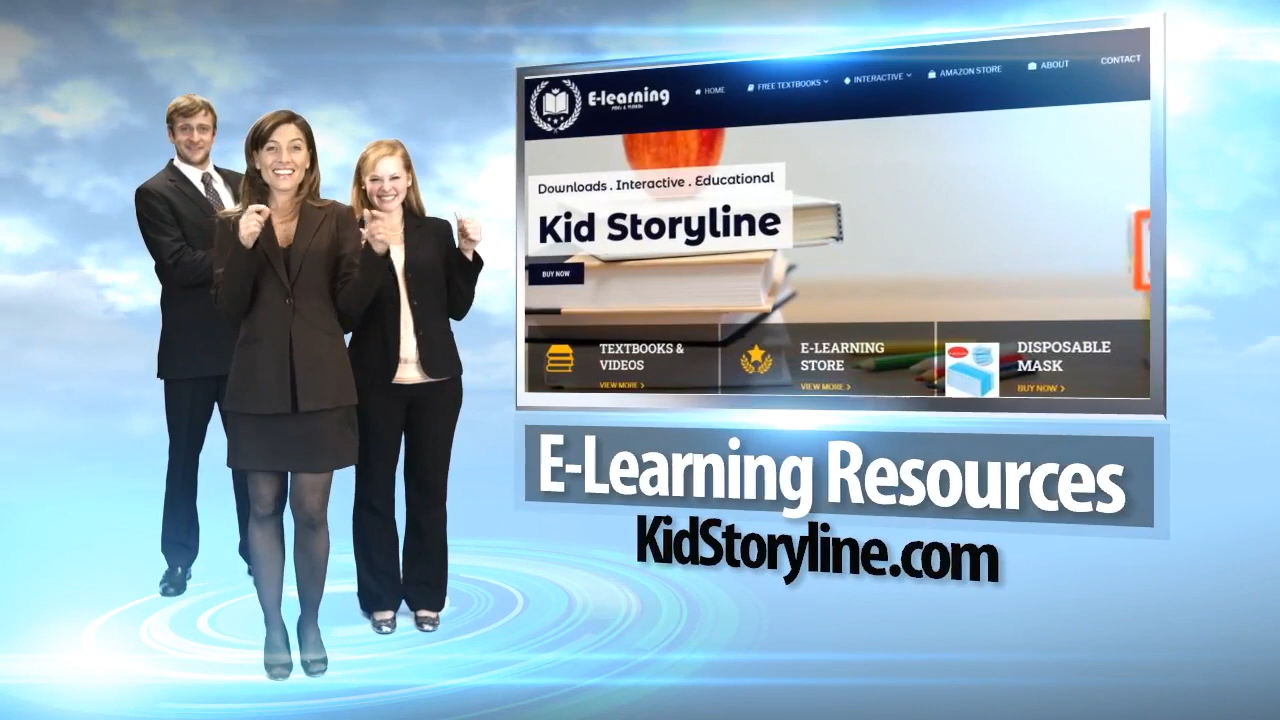 E-learning
HOME
FREE TEXTBOOKS
INTERACTIVE
AMAZON STORE
ABOUT
CONTACT
Downloads . Interactive . Educational
Kid Storyline
BUY NOW
TEXTBOOKS &
VIDEOS
VIEW MORE >
E-LEARNING
STORE
VIEW MORE >
DISPOSABLE
MASK
BUY NOW >
E-Learning Resources
KidStoryline.com